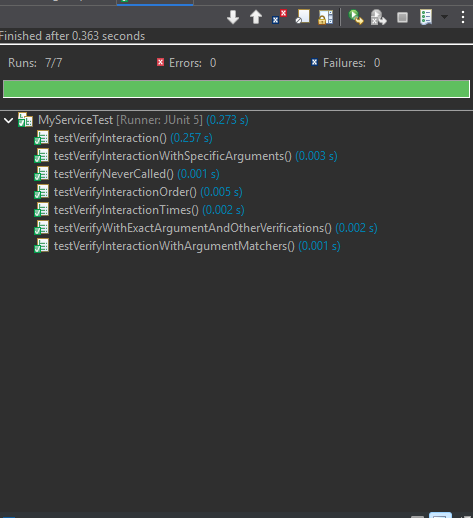 Finished after 0.363 seconds
Runs: 7/7 Errors: 0 Failures: 0
MyServiceTest [Runner: JUnit 5] (0.273 s)
testVerifyInteraction() (0.257 s)
testVerifyInteractionWithSpecificArguments() (0.003 s)
testVerifyNeverCalled() (0.001 s)
testVerifyInteractionOrder() (0.005 s)
testVerifyInteractionTimes() (0.002 s)
testVerifyWithExactArgumentAndOtherVerifications() (0.002 s)
testVerifyInteractionWithArgumentMatchers() (0.001 s)